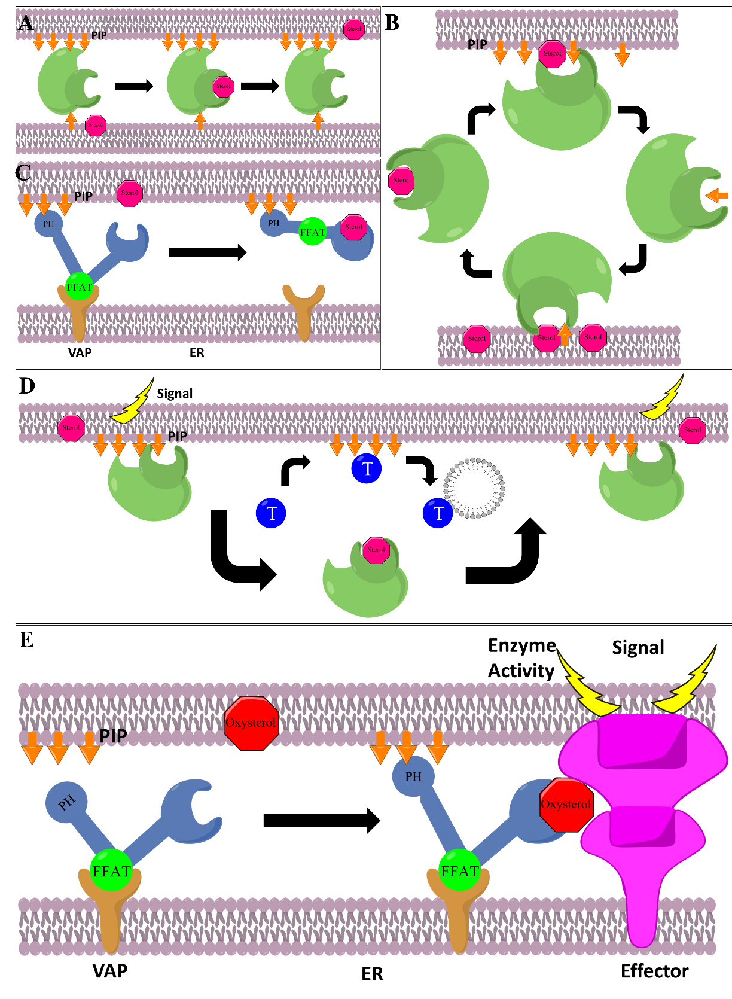 A
PIP
Sterol
Sterol
Sterol
B
PIP
Sterol
Sterol
Sterol
Sterol
Sterol
C
PIP
Sterol
PH
FFAT
PH
FFAT
Sterol
VAP
ER
D
Signal
Sterol
PIP
T
T
T
Sterol
Sterol
E
Enzyme
Activity
Signal
Oxysterol
PIP
PH
FFAT
PH
FFAT
Oxysterol
VAP
ER
Effector